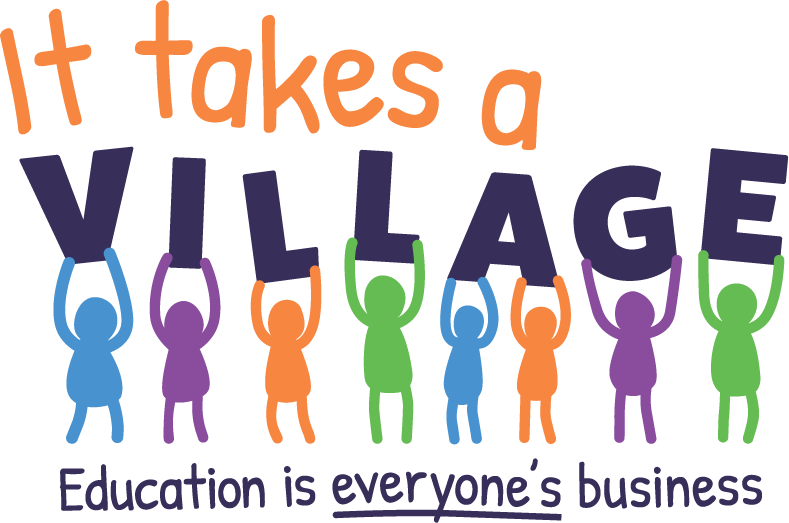 It takes a
VILLAGE
Education is everyone's business